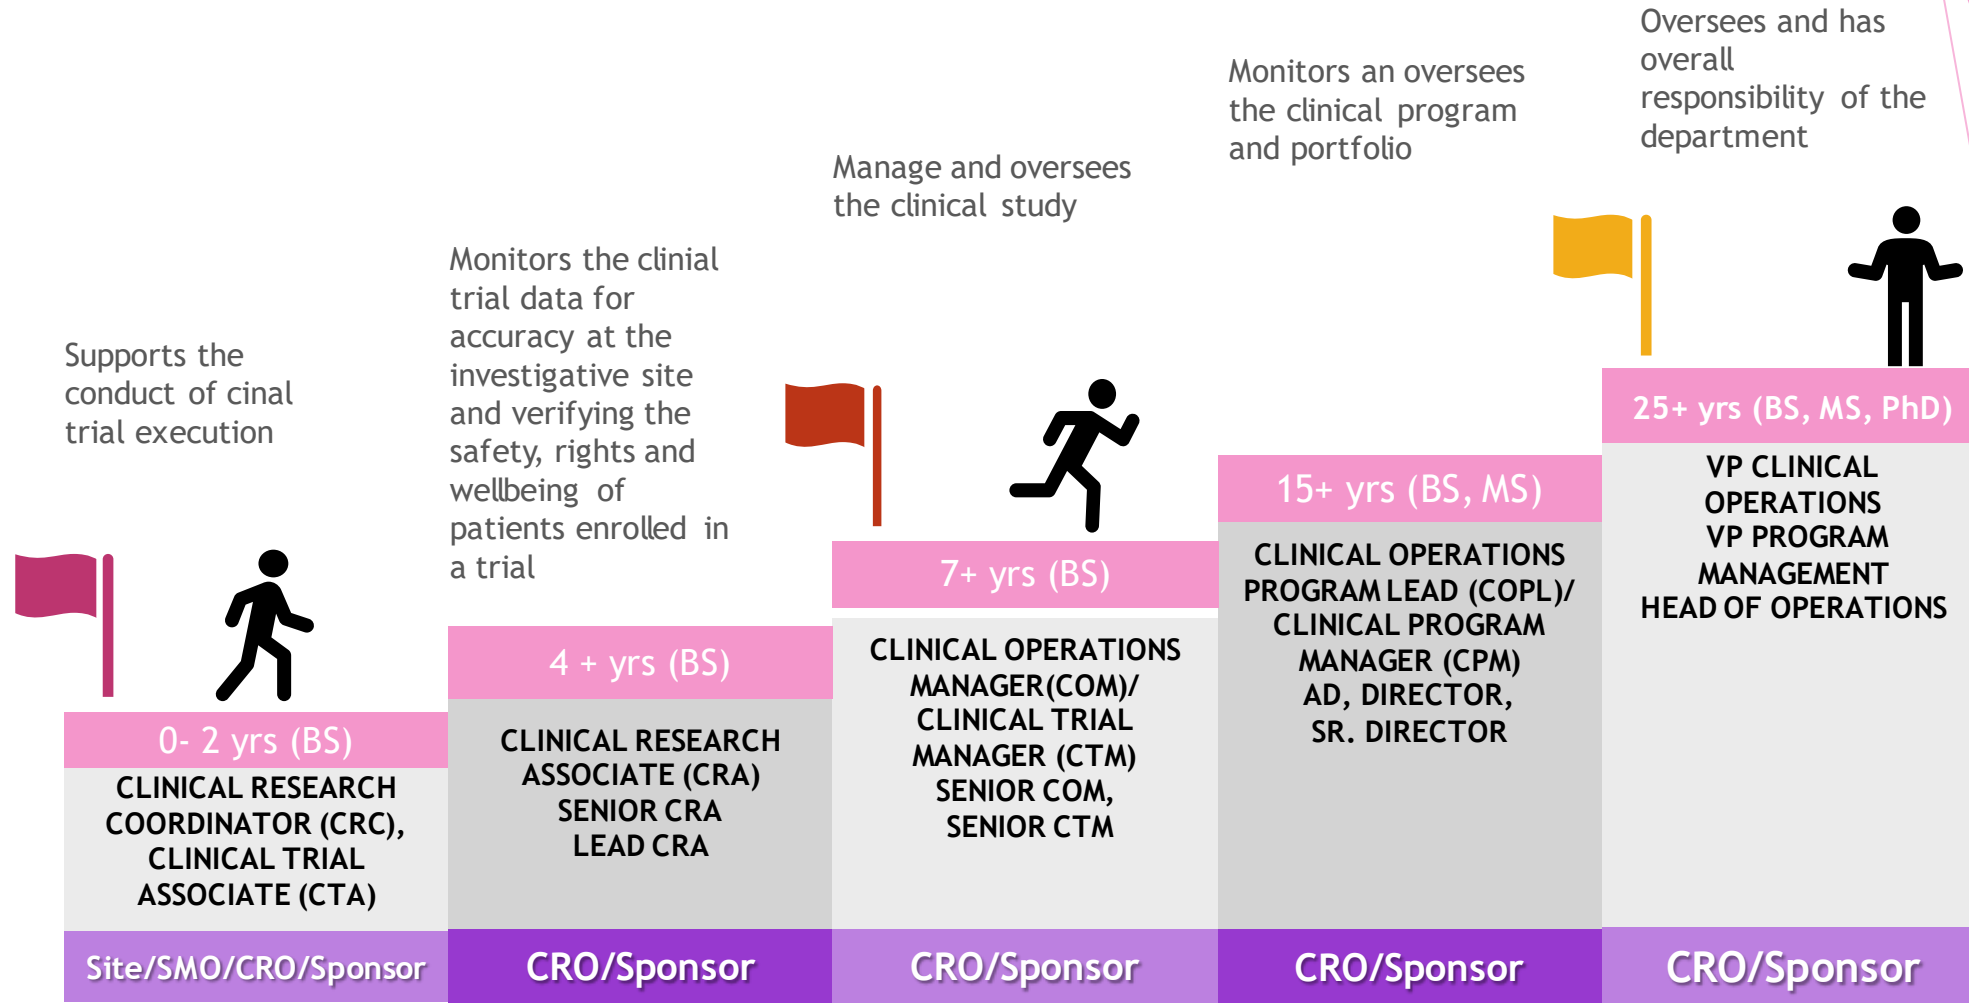 Supports the
conduct of cinal
trial execution
0- 2 yrs (BS)
CLINICAL RESEARCH
COORDINATOR (CRC),
CLINICAL TRIAL
ASSOCIATE (CTA)
Site/SMO/CRO/Sponsor
Monitors the clinial
trial data for
accuracy at the
investigative site
and verifying the
safety, rights and
wellbeing of
patients enrolled in
a trial
4 + yrs (BS)
CLINICAL RESEARCH
ASSOCIATE (CRA)
SENIOR CRA
LEAD CRA
CRO/Sponsor
Manage and oversees
the clinical study
7+ yrs (BS)
CLINICAL OPERATIONS
MANAGER(COM)/
CLINICAL TRIAL
MANAGER (CTM)
SENIOR COM,
SENIOR CTM
CRO/Sponsor
Monitors an oversees
the clinical program
and portfolio
15+ yrs (BS, MS)
CLINICAL OPERATIONS
PROGRAM LEAD (COPL)/
CLINICAL PROGRAM
MANAGER (CPM)
AD, DIRECTOR,
SR. DIRECTOR
CRO/Sponsor
Oversees and has
overall
responsibility of the
department
25+ yrs (BS, MS, PhD)
VP CLINICAL
OPERATIONS
VP PROGRAM
MANAGEMENT
HEAD OF OPERATIONS
CRO/Sponsor